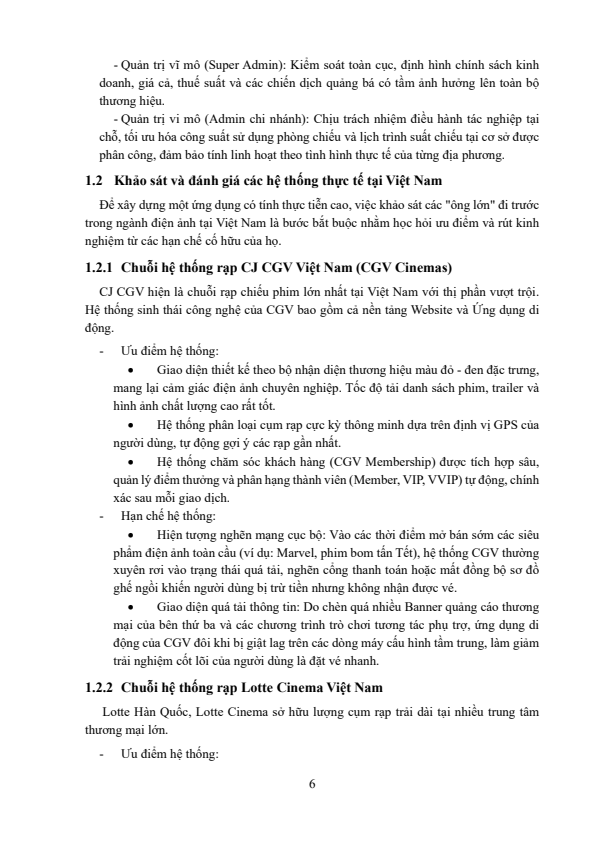 - Quản trị vĩ mô (Super Admin): Kiểm soát toàn cục, định hình chính sách kinh
doanh, giá cả, thuế suất và các chiến dịch quảng bá có tầm ảnh hưởng lên toàn bộ
thương hiệu.
- Quản trị vi mô (Admin chi nhánh): Chịu trách nhiệm điều hành tác nghiệp tại
chỗ, tối ưu hóa công suất sử dụng phòng chiếu và lịch trình suất chiếu tại cơ sở được
phân công, đảm bảo tính linh hoạt theo tình hình thực tế của từng địa phương.
1.2 Khảo sát và đánh giá các hệ thống thực tế tại Việt Nam
Để xây dựng một ứng dụng có tính thực tiễn cao, việc khảo sát các "ông lớn" đi trước
trong ngành điện ảnh tại Việt Nam là bước bắt buộc nhằm học hỏi ưu điểm và rút kinh
nghiệm từ các hạn chế cố hữu của họ.
1.2.1 Chuỗi hệ thống rạp CJ CGV Việt Nam (CGV Cinemas)
CJ CGV hiện là chuỗi rạp chiếu phim lớn nhất tại Việt Nam với thị phần vượt trội.
Hệ thống sinh thái công nghệ của CGV bao gồm cả nền tảng Website và Ứng dụng di
động.
- Ưu điểm hệ thống:
• Giao diện thiết kế theo bộ nhận diện thương hiệu màu đỏ - đen đặc trưng,
mang lại cảm giác điện ảnh chuyên nghiệp. Tốc độ tải danh sách phim, trailer và
hình ảnh chất lượng cao rất tốt.
• Hệ thống phân loại cụm rạp cực kỳ thông minh dựa trên định vị GPS của
người dùng, tự động gợi ý các rạp gần nhất.
• Hệ thống chăm sóc khách hàng (CGV Membership) được tích hợp sâu,
quản lý điểm thưởng và phân hạng thành viên (Member, VIP, VVIP) tự động, chính
xác sau mỗi giao dịch.
- Hạn chế hệ thống:
• Hiện tượng nghẽn mạng cục bộ: Vào các thời điểm mở bán sớm các siêu
phẩm điện ảnh toàn cầu (ví dụ: Marvel, phim bom tấn Tết), hệ thống CGV thường
xuyên rơi vào trạng thái quá tải, nghẽn cổng thanh toán hoặc mất đồng bộ sơ đồ
ghế ngồi khiến người dùng bị trừ tiền nhưng không nhận được vé.
• Giao diện quá tải thông tin: Do chèn quá nhiều Banner quảng cáo thương
mại của bên thứ ba và các chương trình trò chơi tương tác phụ trợ, ứng dụng di
động của CGV đôi khi bị giật lag trên các dòng máy cấu hình tầm trung, làm giảm
trải nghiệm cốt lõi của người dùng là đặt vé nhanh.
1.2.2 Chuỗi hệ thống rạp Lotte Cinema Việt Nam
Lotte Hàn Quốc, Lotte Cinema sở hữu lượng cụm rạp trải dài tại nhiều trung tâm
thương mại lớn.
- Ưu điểm hệ thống:
6